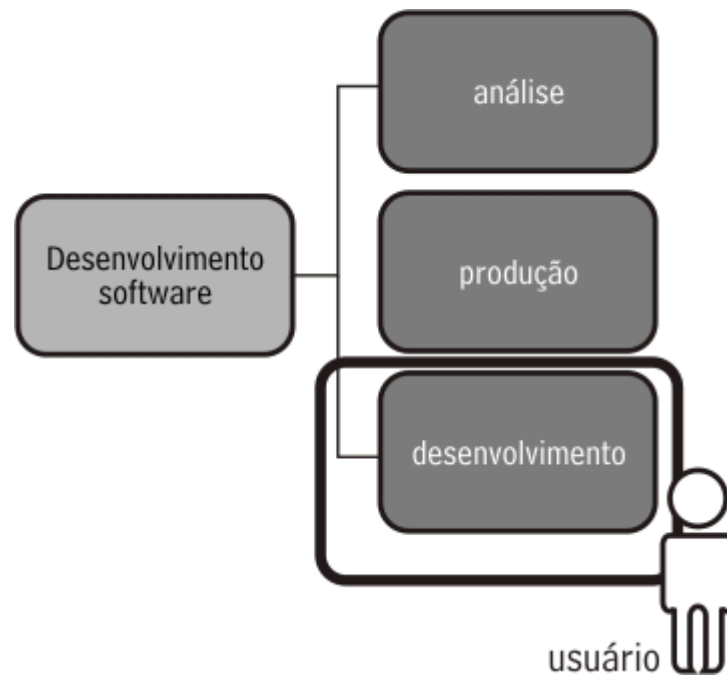 análise
Desenvolvimento
software
produção
desenvolvimento
usuário